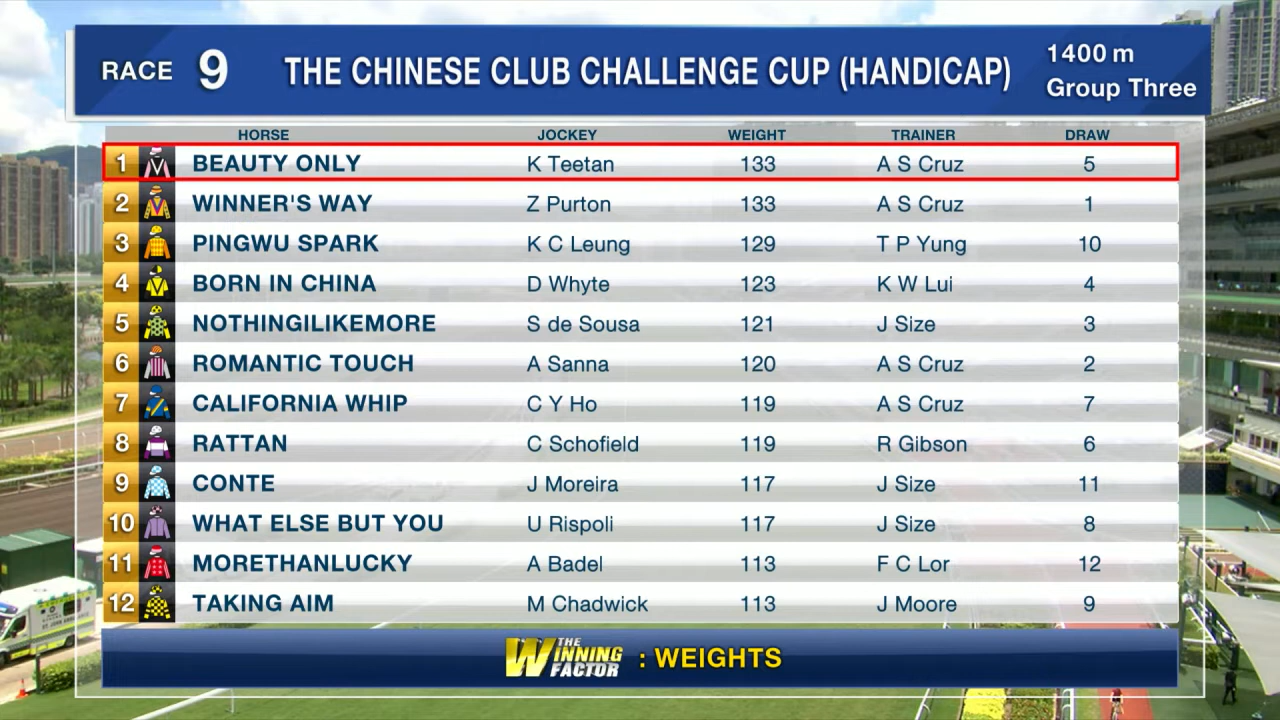 RACE 9 THE CHINESE CLUB CHALLENGE CUP (HANDICAP) 1400 m
Group Three
HORSE JOCKEY WEIGHT TRAINER DRAW
1 BEAUTY ONLY K Teetan 133 A S Cruz 5
2 WINNER'S WAY Z Purton 133 A S Cruz 1
3 PINGWU SPARK K C Leung 129 T P Yung 10
4 BORN IN CHINA D Whyte 123 K W Lui 4
5 NOTHINGILIKEMORE S de Sousa 121 J Size 3
6 ROMANTIC TOUCH A Sanna 120 A S Cruz 2
7 CALIFORNIA WHIP C Y Ho 119 A S Cruz 7
8 RATTAN C Schofield 119 R Gibson 6
9 CONTE J Moreira 117 J Size 11
10 WHAT ELSE BUT YOU U Rispoli 117 J Size 8
11 MORETHANLUCKY A Badel 113 F C Lor 12
12 TAKING AIM M Chadwick 113 J Moore 9
THE WINNING FACTOR : WEIGHTS